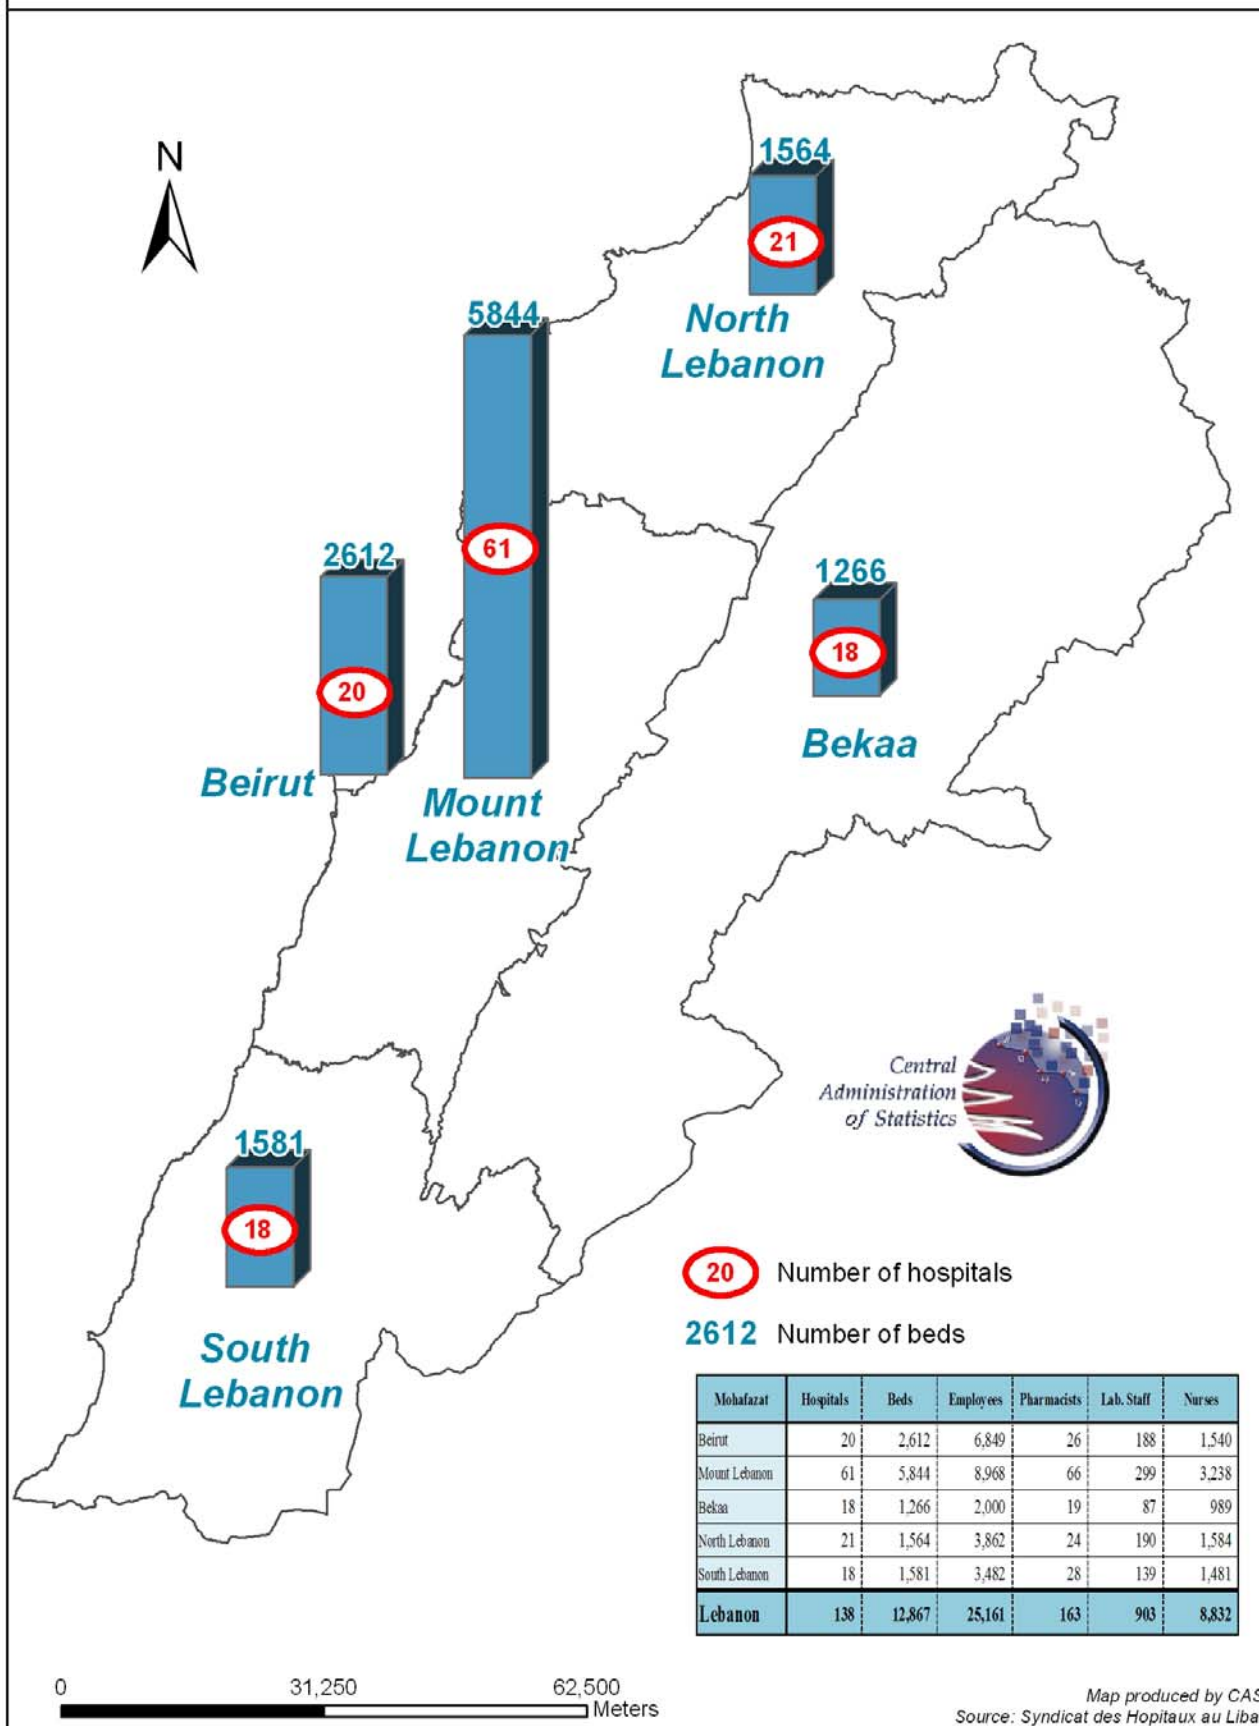 N
1564
21
North
Lebanon
5844
61
2612
20
1266
18
Beirut
Bekaa
Mount
Lebanon
Central
Administration
of Statistics
1581
18
South
Lebanon
20 Number of hospitals
2612 Number of beds
Mohafazat Hospitals Beds Employees Pharmacists Lab. Staff Nurses
Beirut 20 2,612 6,849 26 188 1,540
Mount Lebanon 61 5,844 8,968 66 299 3,238
Bekaa 18 1,266 2,000 19 87 989
North Lebanon 21 1,564 3,862 24 190 1,584
South Lebanon 18 1,581 3,482 28 139 1,481
Lebanon 138 12,867 25,161 163 903 8,832
0 31,250 62,500
Meters
Map produced by CAS
Source: Syndicat des Hopitaux au Liba